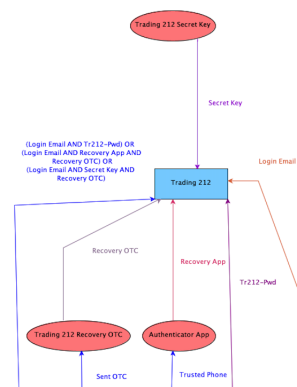 Trading 212 Secret Key
Secret Key
(Login Email AND Tr212-Pwd) OR
(Login Email AND Recovery App AND
Recovery OTC) OR
(Login Email AND Secret Key AND
Recovery OTC)
Login Email
Trading 212
Recovery OTC
Recovery App
Tr212-Pwd
Trading 212 Recovery OTC
Authenticator App
Sent OTC
Trusted Phone